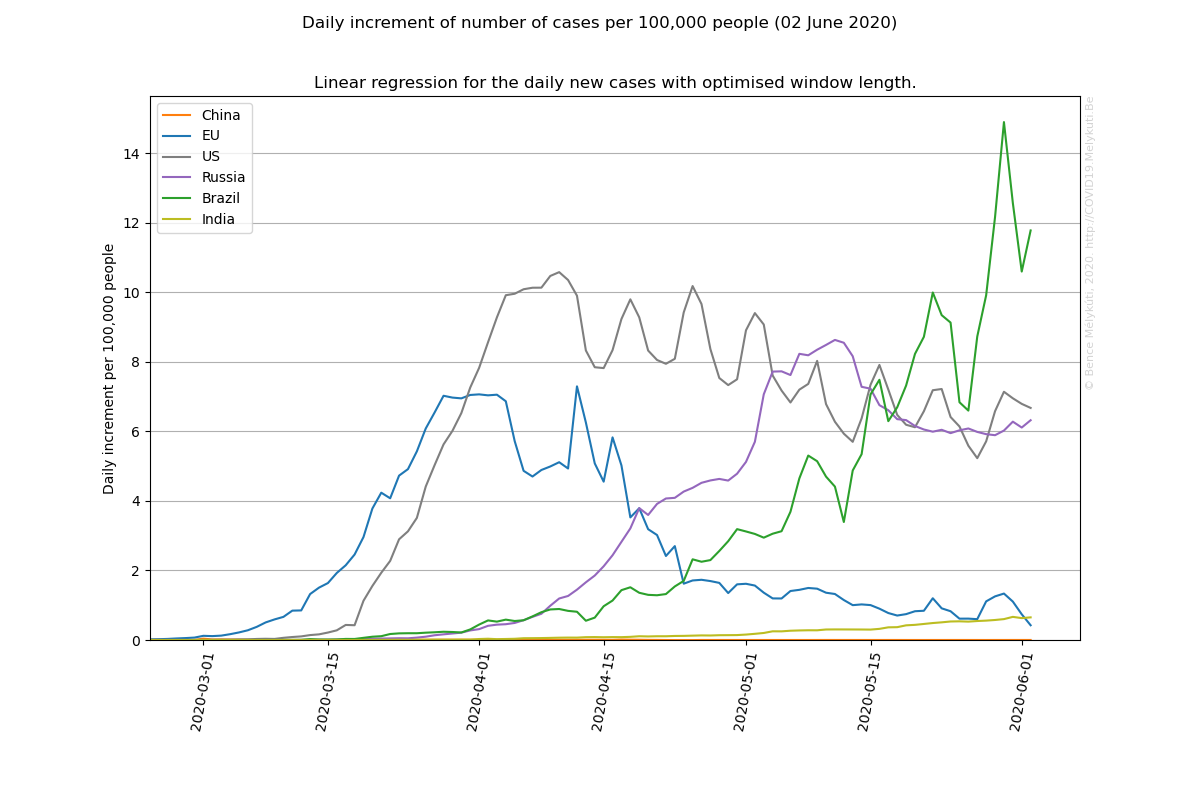 Daily increment of number of cases per 100,000 people (02 June 2020)
Linear regression for the daily new cases with optimised window length.
China
EU
US
Russia
Brazil
India
Daily increment per 100,000 people
14
12
10
8
6
4
2
0
2020-03-01
2020-03-15
2020-04-01
2020-04-15
2020-05-01
2020-05-15
2020-06-01
© Bence Mélykúti, 2020. http://COVID19.Melykuti.Be